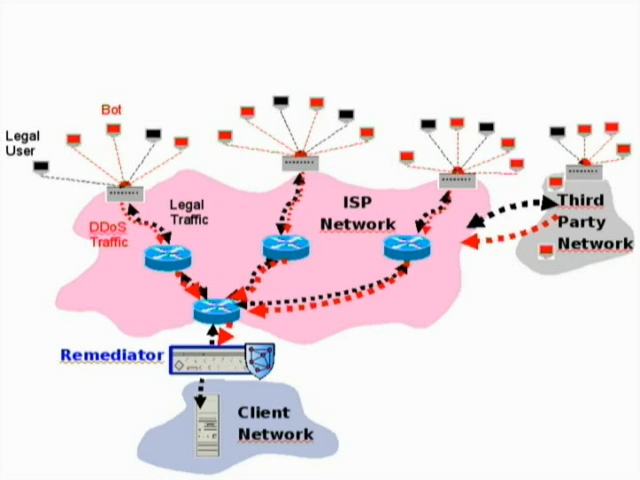 Bot
Legal
User
Legal
Traffic
DDoS
Traffic
ISP
Network
Third
Party
Network
Remediator
Client
Network